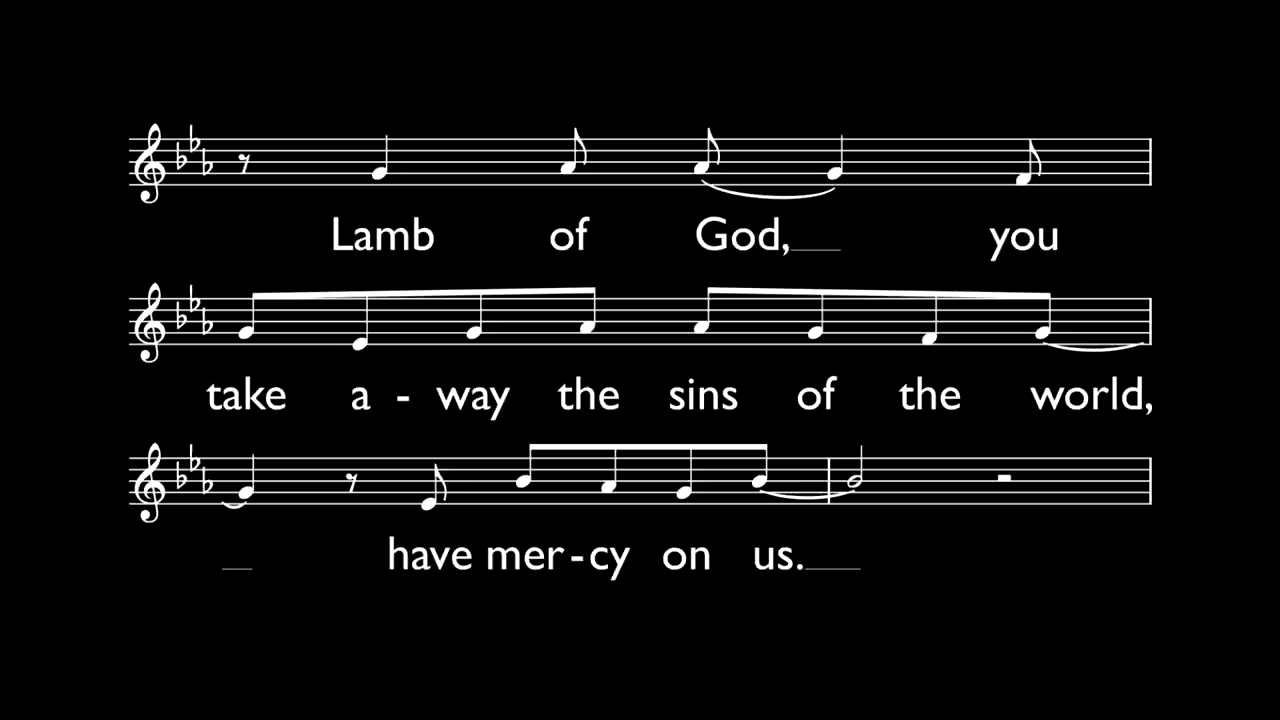 Lamb of God, you
take a - way the sins of the world,
have mer - cy on us.